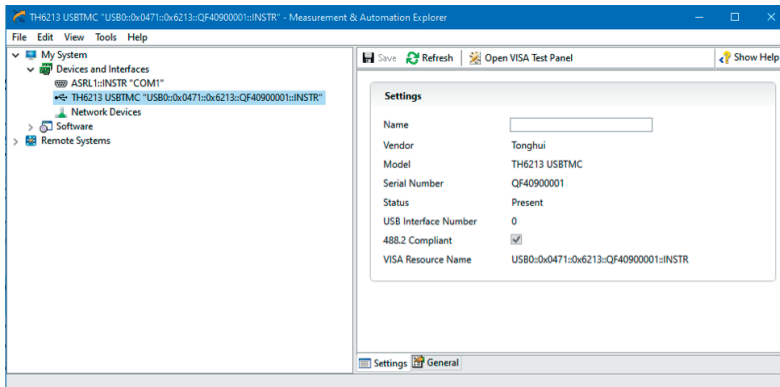 TH6213 USBTMC "USB0::0x0471::0x6213::QF40900001::INSTR" - Measurement & Automation Explorer
File Edit View Tools Help
My System
Devices and Interfaces
ASRL1::INSTR "COM1"
TH6213 USBTMC "USB0::0x0471::0x6213::QF40900001::INSTR"
Network Devices
Software
Remote Systems
Save Refresh Open VISA Test Panel Show Help
Settings
Name
Vendor Tonghui
Model TH6213 USBTMC
Serial Number QF40900001
Status Present
USB Interface Number 0
488.2 Compliant
VISA Resource Name USB0::0x0471::0x6213::QF40900001::INSTR
Settings General